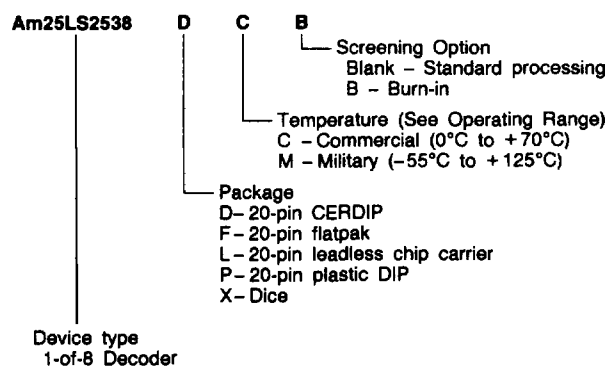 Am25LS2538 D C B
Screening Option
Blank – Standard processing
B – Burn-in
Temperature (See Operating Range)
C – Commercial (0°C to +70°C)
M – Military (–55°C to +125°C)
Package
D – 20-pin CERDIP
F – 20-pin flatpak
L – 20-pin leadless chip carrier
P – 20-pin plastic DIP
X – Dice
Device type
1-of-8 Decoder